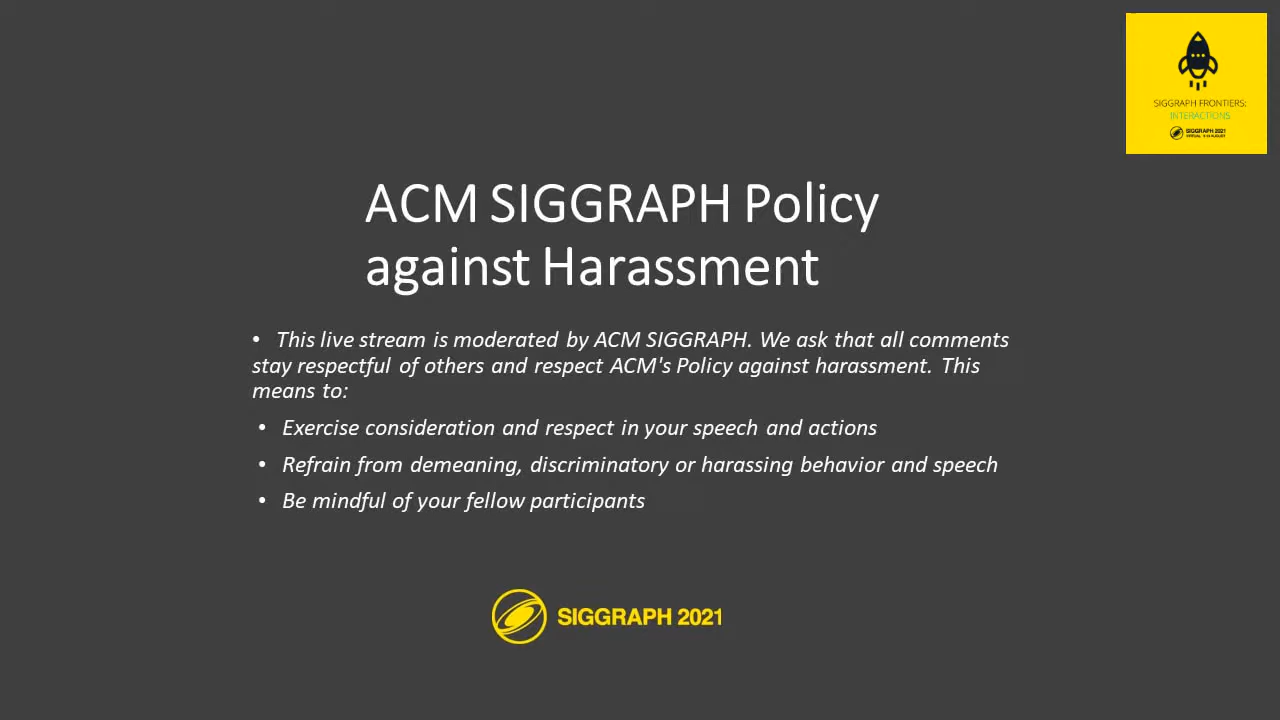 SIGGRAPH FRONTIERS:
INTERACTIONS
SIGGRAPH 2021
ACM SIGGRAPH Policy
against Harassment
• This live stream is moderated by ACM SIGGRAPH. We ask that all comments
stay respectful of others and respect ACM's Policy against harassment. This
means to:
• Exercise consideration and respect in your speech and actions
• Refrain from demeaning, discriminatory or harassing behavior and speech
• Be mindful of your fellow participants
SIGGRAPH 2021